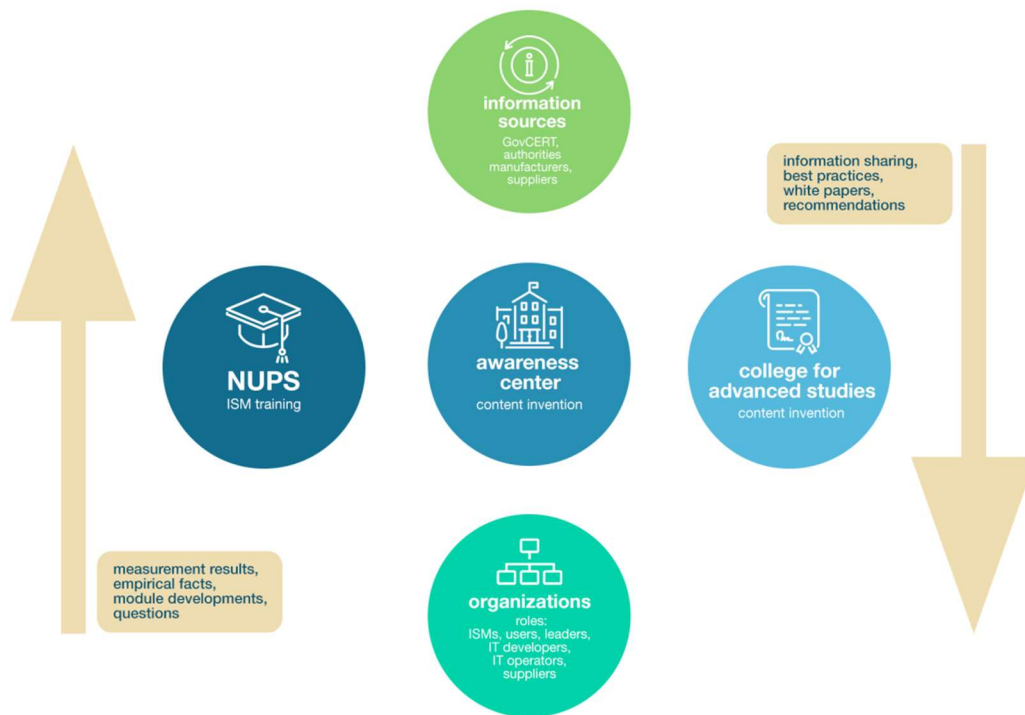 information
sources
GovCERT,
authorities
manufacturers,
suppliers
information sharing,
best practices,
white papers,
recommendations
NUPS
ISM training
awareness
center
content invention
college for
advanced studies
content invention
measurement results,
empirical facts,
module developments,
questions
organizations
roles:
ISMs, users, leaders,
IT developers,
IT operators,
suppliers